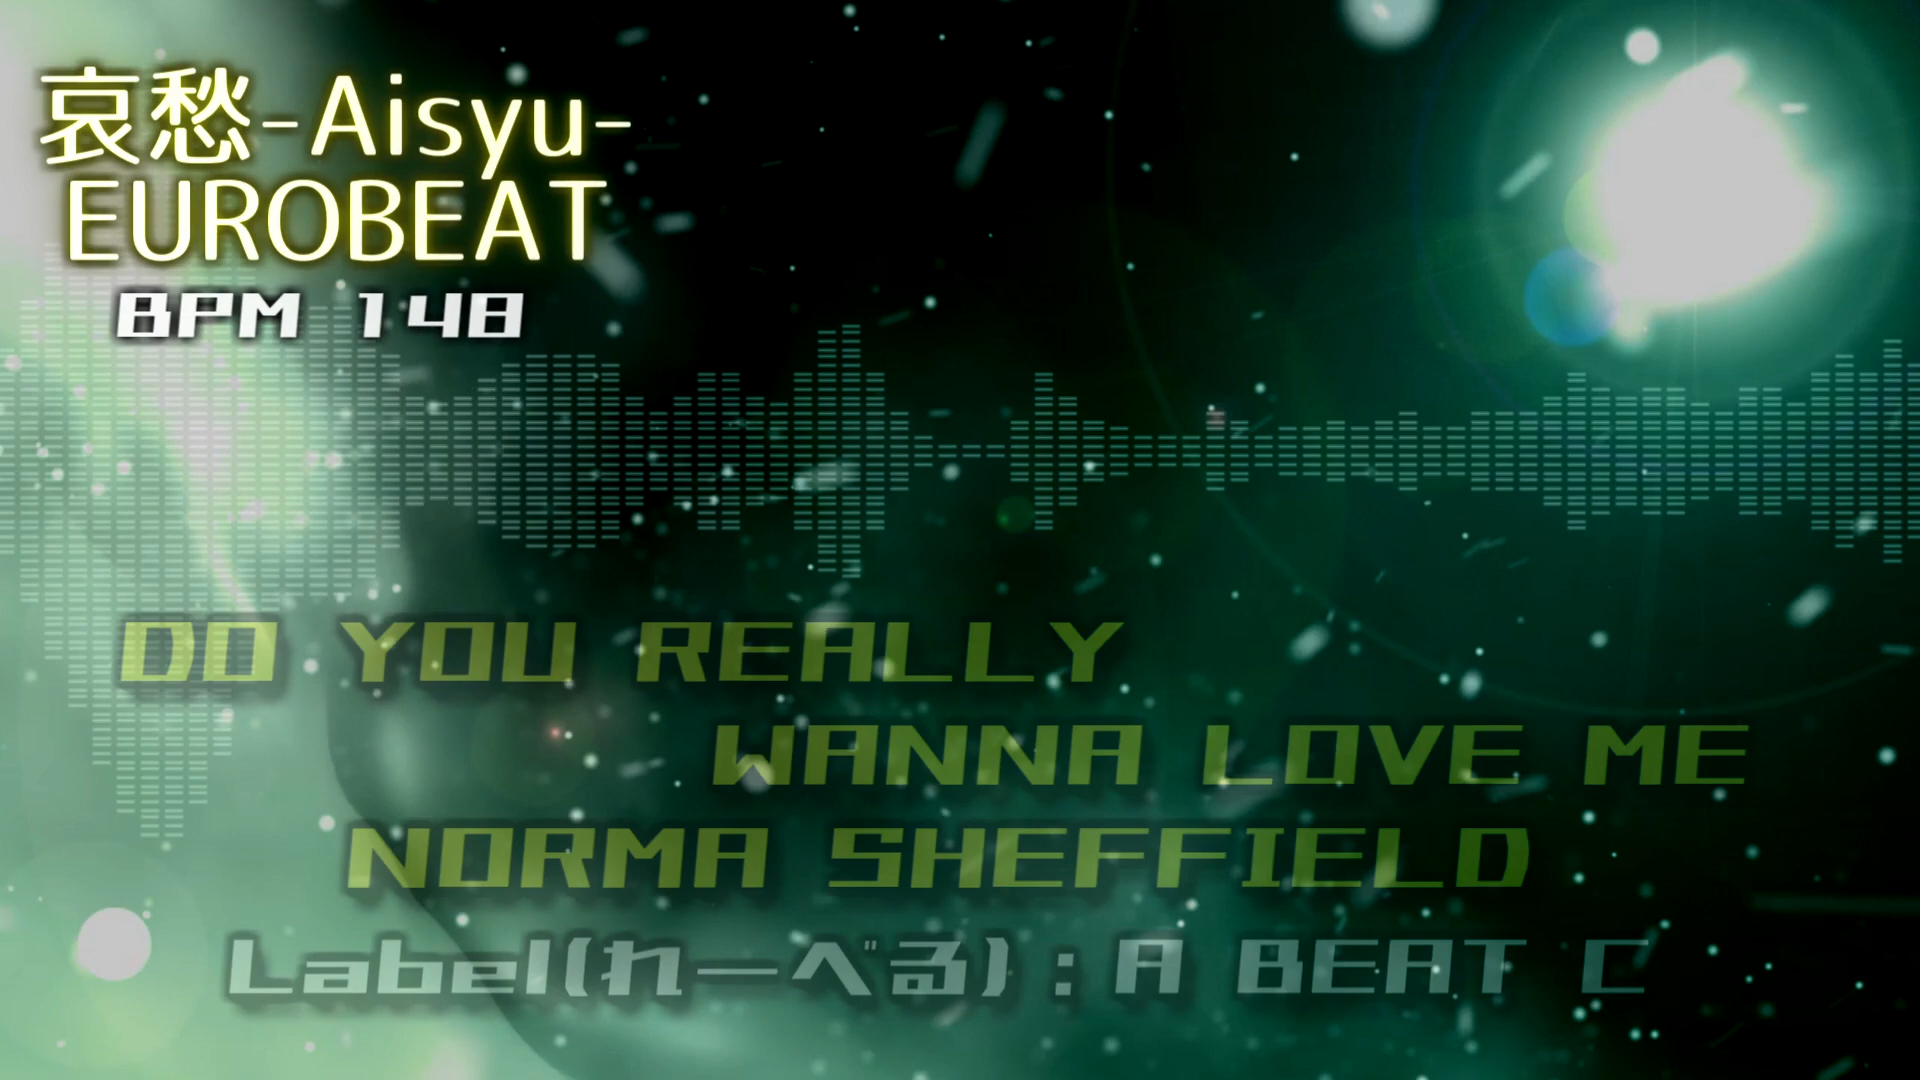 哀愁-Aisyu-
EUROBEAT
BPM 148
DO YOU REALLY
WANNA LOVE ME
NORMA SHEFFIELD
Label(れーべる) : A BEAT C